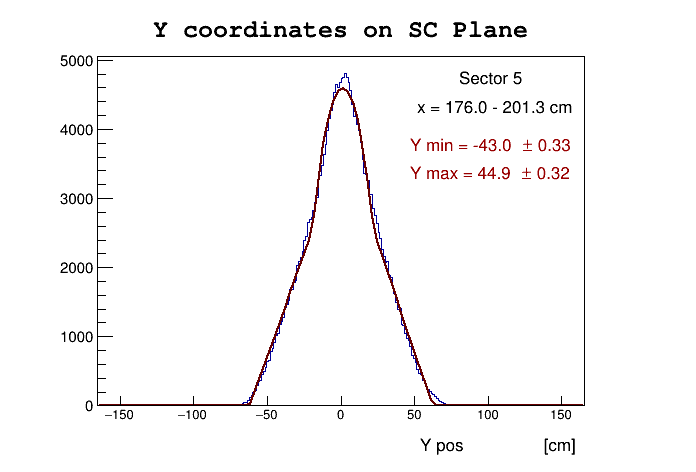 Y coordinates on SC Plane
Sector 5
x = 176.0 - 201.3 cm
Y min = -43.0 ± 0.33
Y max = 44.9 ± 0.32
5000
4000
3000
2000
1000
0
−150 −100 −50 0 50 100 150
Y pos [cm]